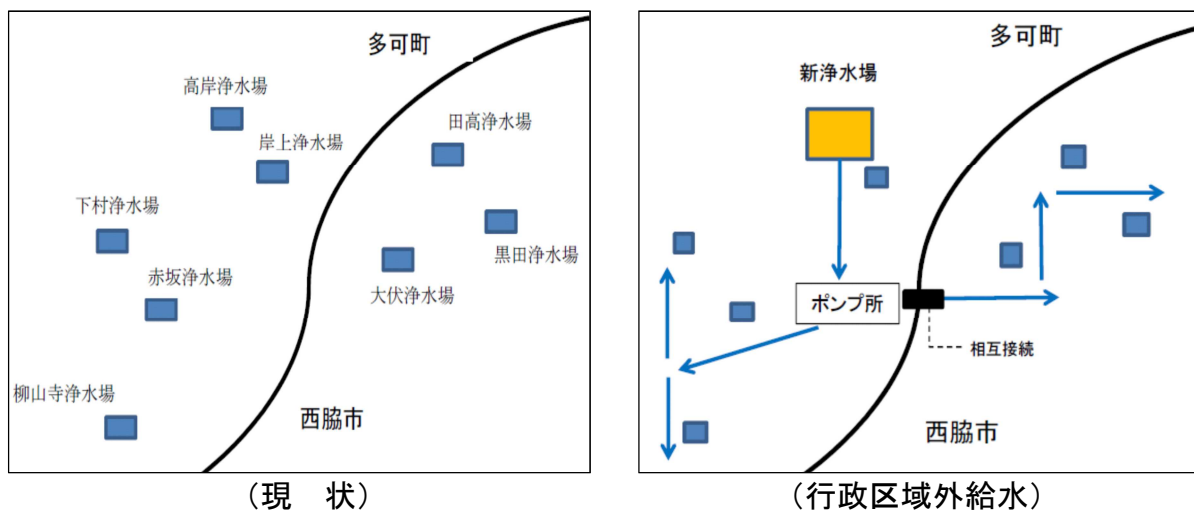 多可町
高岸浄水場
岸上浄水場
田高浄水場
下村浄水場
黒田浄水場
赤坂浄水場
大伏浄水場
柳山寺浄水場
西脇市
(現 状)
多可町
新浄水場
ポンプ所
相互接続
西脇市
(行政区域外給水)